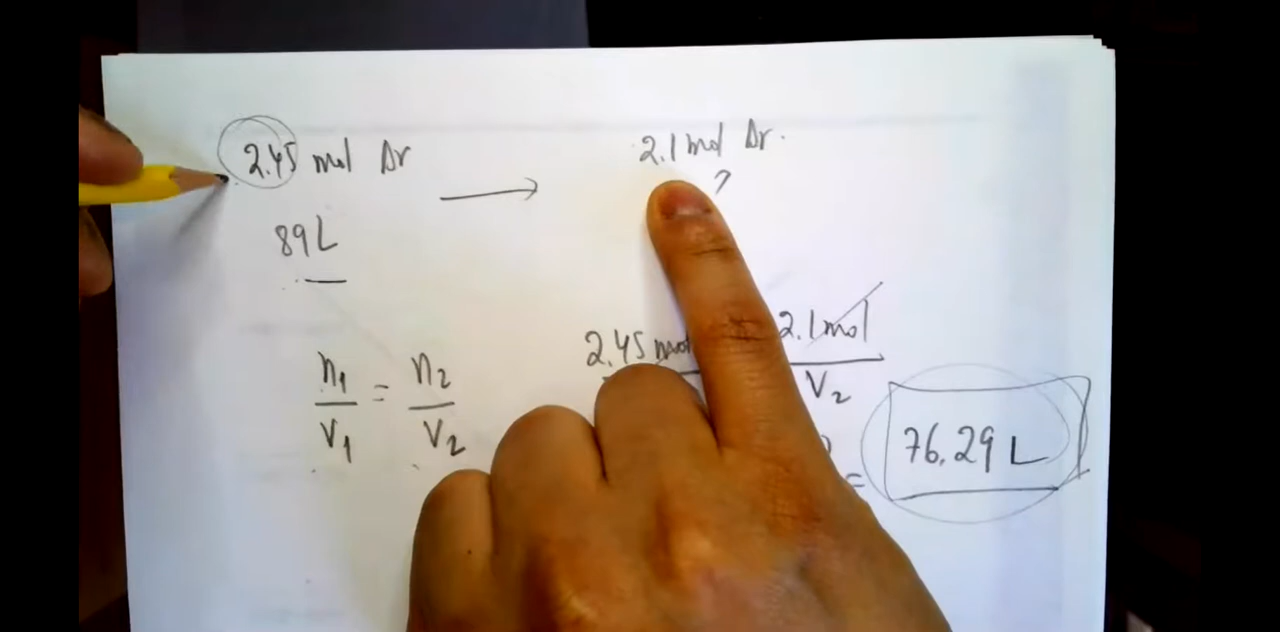 2.45 mol Ar → 2.1 mol Ar.
?
89L
n₁/V₁ = n₂/V₂
2.45 mol 2.1 mol/V₂
= 76.29 L